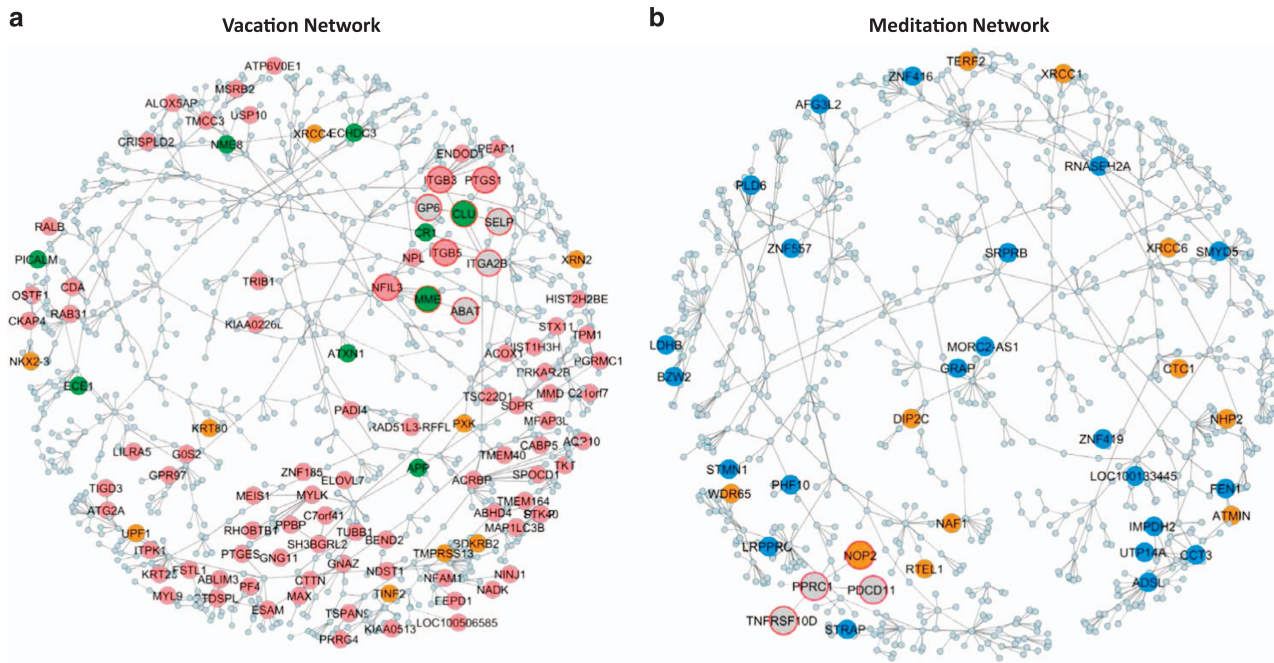 a
Vacation Network
ATP6V0E1
MSRB2
ALOX5AP
TMCC3
USP10
CRISPLD2
NME8
XRCC4
ECHDC3
ENDOD1
PEAR1
ITGB3
PTGS1
GP6
CLU
SELP
CR1
RALB
PICALM
NPL
ITGB5
ITGA2B
XRN2
OSTF1
CDA
TRIB1
NFIL3
MME
ABAT
HIST2H2BE
CKAP4
RAB31
KIAA0226L
STX11
TPM1
NKX2-3
ATXN1
ACOX1
HIST1H3H
PGRMC1
ECE1
PRKAR2B
TSC22D1
MMD
C21orf7
SDPR
PADI4
KRT80
RAD51L3-RFFL
PXK
MFAP3L
LILRA5
G0S2
CABP5
ACP10
TMEM40
GPR97
ZNF185
ELOVL7
APP
ACRBP
SPOCD1
TKT
TIGD3
MEIS1
MYLK
ATG2A
TMEM164
ABHD4
C7orf41
PPBP
RHOBTB1
TUBB1
MAP1LC3B
UPF1
SH3BGRL2
BEND2
BDKRB2
ITPK1
PTGES
GNG11
GNAZ
TMPRSS13
FSTL1
NDST1
NFAM1
NINJ1
ABLIM3
PF4
CTTN
NADK
MYL9
CTDSPL
MAX
TINF2
EEPD1
ESAM
LOC100506585
KIAA0513
PRRG4
b
Meditation Network
TERF2
ZNF416
XRCC1
AFG3L2
RNASEH2A
PLD6
ZNF557
SRPRB
XRCC6
SMYD5
LDHB
MORC2-AS1
BZW2
GRAP
CTC1
DIP2C
NHP2
ZNF419
STMN1
LOC100133445
WDR65
PHF10
FEN1
ATMIN
NAF1
IMPDH2
LRPPRC
NOP2
UTP14A
CCT3
RTEL1
PPRC1
PDCD11
ADSL
TNFRSF10D
STRAP